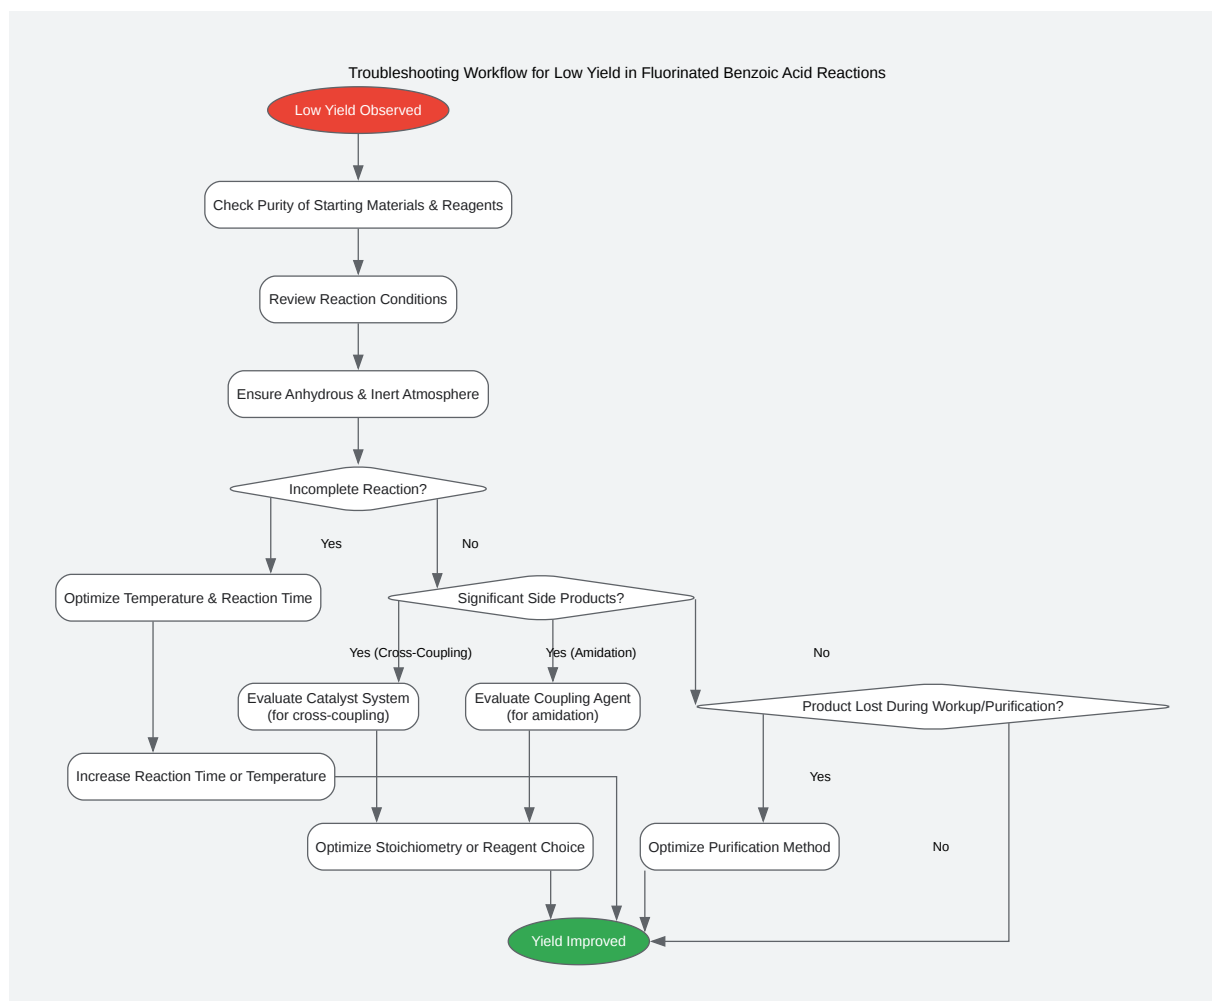 Troubleshooting Workflow for Low Yield in Fluorinated Benzoic Acid Reactions
Low Yield Observed
Check Purity of Starting Materials & Reagents
Review Reaction Conditions
Ensure Anhydrous & Inert Atmosphere
Incomplete Reaction?
Yes
No
Optimize Temperature & Reaction Time
Significant Side Products?
Yes (Cross-Coupling)
Yes (Amidation)
No
Evaluate Catalyst System
(for cross-coupling)
Evaluate Coupling Agent
(for amidation)
Product Lost During Workup/Purification?
Increase Reaction Time or Temperature
Yes
Optimize Stoichiometry or Reagent Choice
Optimize Purification Method
No
Yield Improved